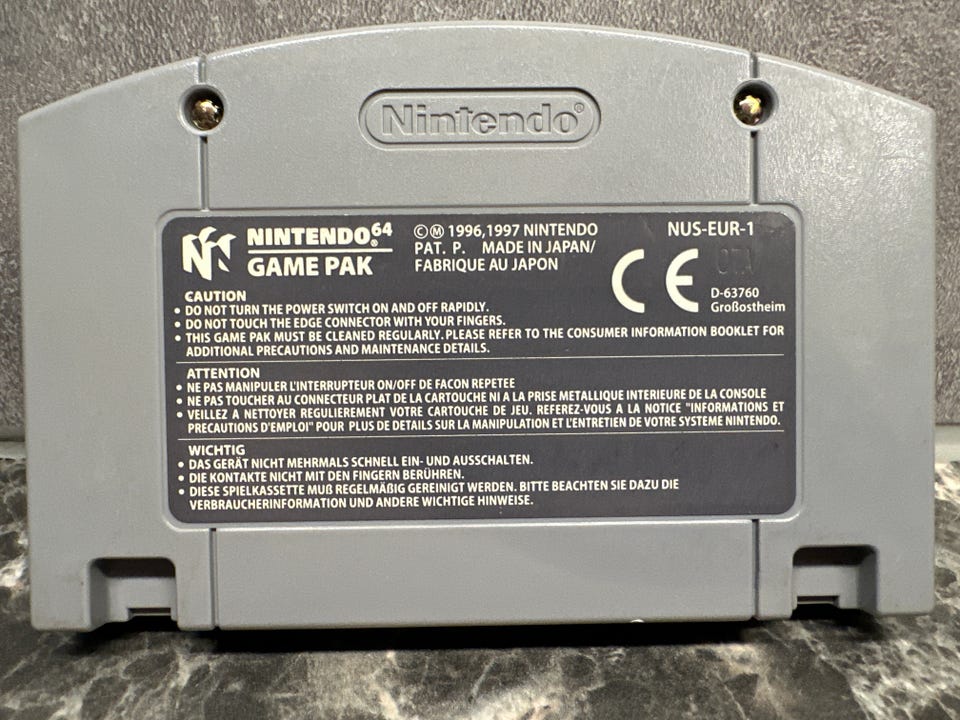 Nintendo®
NINTENDO64®
GAME PAK
©Ⓜ 1996,1997 NINTENDO
PAT. P. MADE IN JAPAN/
FABRIQUE AU JAPON
NUS-EUR-1
CE
D-63760
Großostheim
CAUTION
• DO NOT TURN THE POWER SWITCH ON AND OFF RAPIDLY.
• DO NOT TOUCH THE EDGE CONNECTOR WITH YOUR FINGERS.
• THIS GAME PAK MUST BE CLEANED REGULARLY. PLEASE REFER TO THE CONSUMER INFORMATION BOOKLET FOR
ADDITIONAL PRECAUTIONS AND MAINTENANCE DETAILS.
ATTENTION
• NE PAS MANIPULER L'INTERRUPTEUR ON/OFF DE FACON REPETEE
• NE PAS TOUCHER AU CONNECTEUR PLAT DE LA CARTOUCHE NI A LA PRISE METALLIQUE INTERIEURE DE LA CONSOLE
• VEILLEZ A NETTOYER REGULIEREMENT VOTRE CARTOUCHE DE JEU. REFEREZ-VOUS A LA NOTICE "INFORMATIONS ET
PRECAUTIONS D'EMPLOI" POUR PLUS DE DETAILS SUR LA MANIPULATION ET L'ENTRETIEN DE VOTRE SYSTEME NINTENDO.
WICHTIG
• DAS GERÄT NICHT MEHRMALS SCHNELL EIN- UND AUSSCHALTEN.
• DIE KONTAKTE NICHT MIT DEN FINGERN BERÜHREN.
• DIESE SPIELKASSETTE MUß REGELMÄßIG GEREINIGT WERDEN. BITTE BEACHTEN SIE DAZU DIE
VERBRAUCHERINFORMATION UND ANDERE WICHTIGE HINWEISE.